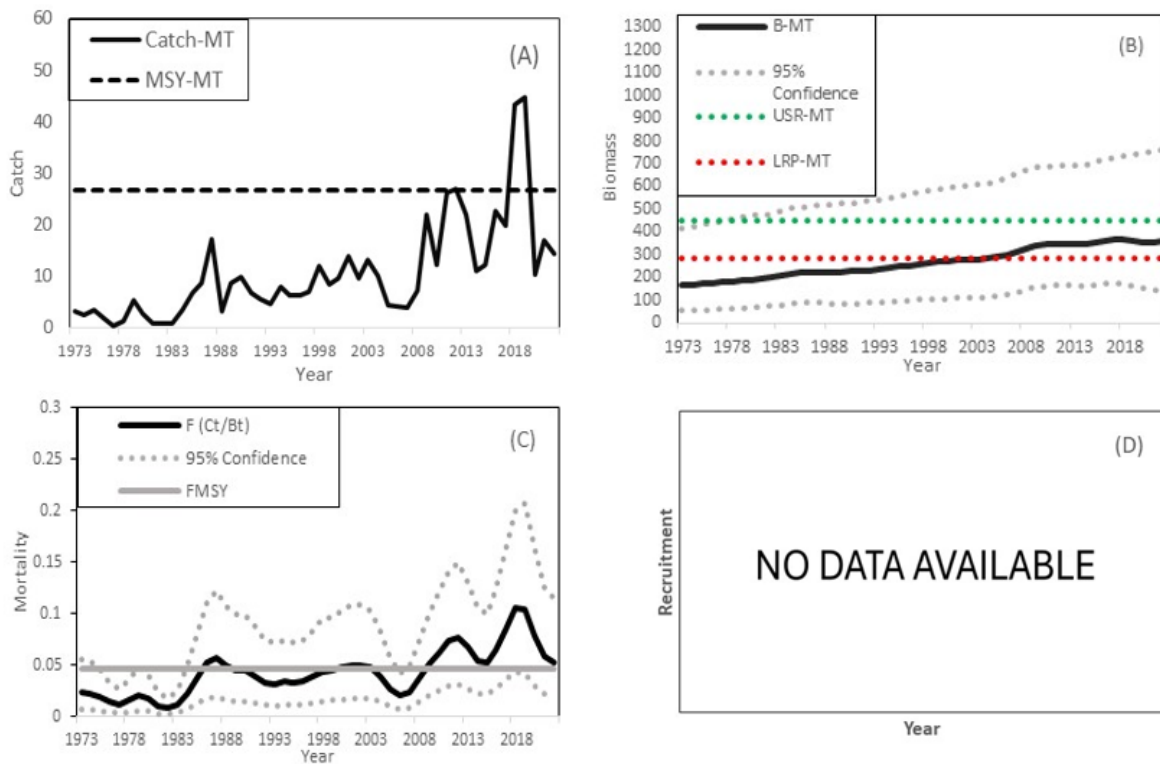 60
50
40
30
20
10
0
Catch
Catch-MT
MSY-MT
(A)
1973 1978 1983 1988 1993 1998 2003 2008 2013 2018
Year
1300
1200
1100
1000
900
800
700
600
500
400
300
200
100
0
Biomass
B-MT
95%
Confidence
USR-MT
LRP-MT
(B)
1973 1978 1983 1988 1993 1998 2003 2008 2013 2018
Year
0.3
0.25
0.2
0.15
0.1
0.05
0
Mortality
F (Ct/Bt)
95% Confidence
FMSY
(C)
1973 1978 1983 1988 1993 1998 2003 2008 2013 2018
Year
(D)
Recruitment
NO DATA AVAILABLE
Year